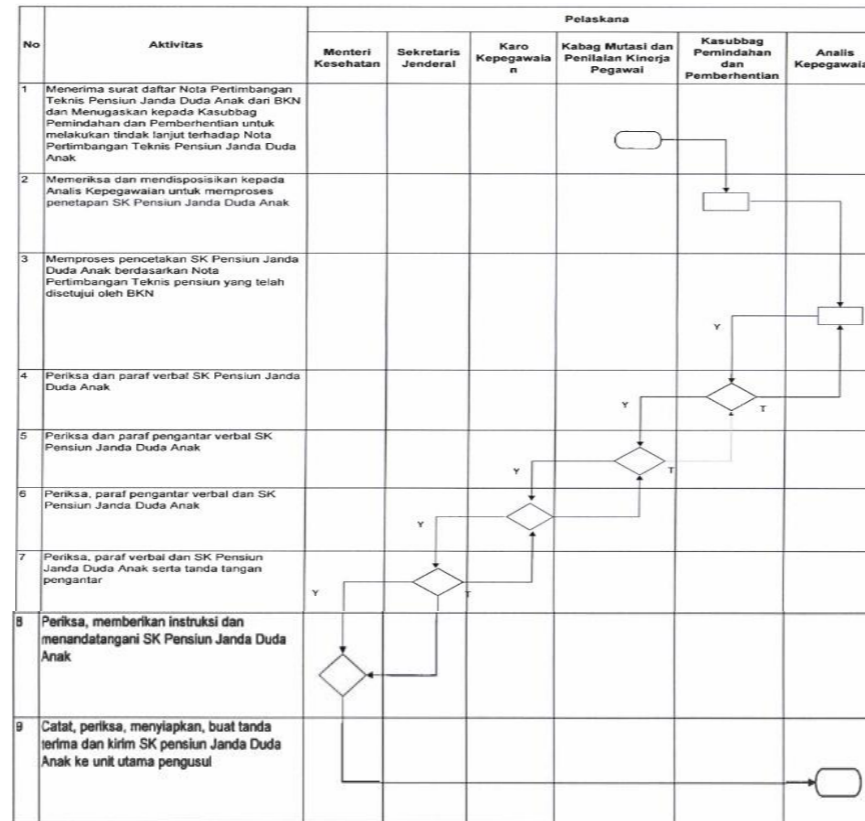 Pelaskana
No
Aktivitas
Menteri
Kesehatan
Sekretaris
Jenderal
Karo
Kepegawaia
n
Kabag Mutasi dan
Penilaian Kinerja
Pegawai
Kasubbag
Pemindahan
dan
Pemberhentian
Analis
Kepegawaia
1
Menerima surat daftar Nota Pertimbangan
Teknis Pensiun Janda Duda Anak dari BKN
dan Menugaskan kepada Kasubbag
Pemindahan dan Pemberhentian untuk
melakukan tindak lanjut terhadap Nota
Pertimbangan Teknis Pensiun Janda Duda
Anak
2
Memeriksa dan mendisposisikan kepada
Analis Kepegawaian untuk memproses
penetapan SK Pensiun Janda Duda Anak
3
Memproses pencetakan SK Pensiun Janda
Duda Anak berdasarkan Nota
Pertimbangan Teknis pensiun yang telah
disetujui oleh BKN
Y
4
Periksa dan paraf verbal SK Pensiun Janda
Duda Anak
Y
T
5
Periksa dan paraf pengantar verbal SK
Pensiun Janda Duda Anak
Y
T
6
Periksa, paraf pengantar verbal dan SK
Pensiun Janda Duda Anak
Y
7
Periksa, paraf verbal dan SK Pensiun
Janda Duda Anak serta tanda tangan
pengantar
Y
T
8
Periksa, memberikan instruksi dan
menandatangani SK Pensiun Janda Duda
Anak
9
Catat, periksa, menyiapkan, buat tanda
terima dan kirim SK pensiun Janda Duda
Anak ke unit utama pengusul